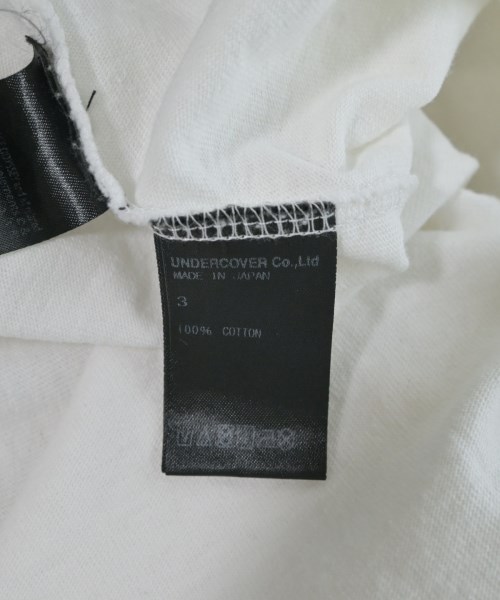 UNDERCOVER Co.,Ltd
MADE IN JAPAN
3
100% COTTON